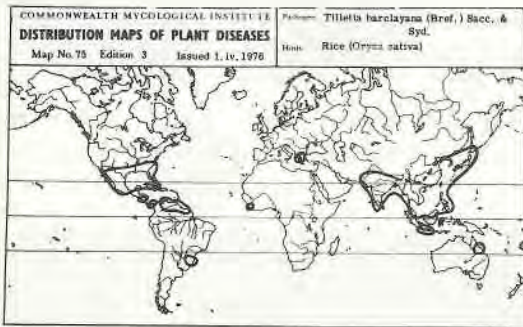 COMMONWEALTH MYCOLOGICAL INSTITUTE
DISTRIBUTION MAPS OF PLANT DISEASES
Map No. 75 Edition 3 Issued 1. iv. 1976
Pathogen: Tilletia barclayana (Bref.) Sacc. &
Syd.
Hosts: Rice (Oryza sativa)